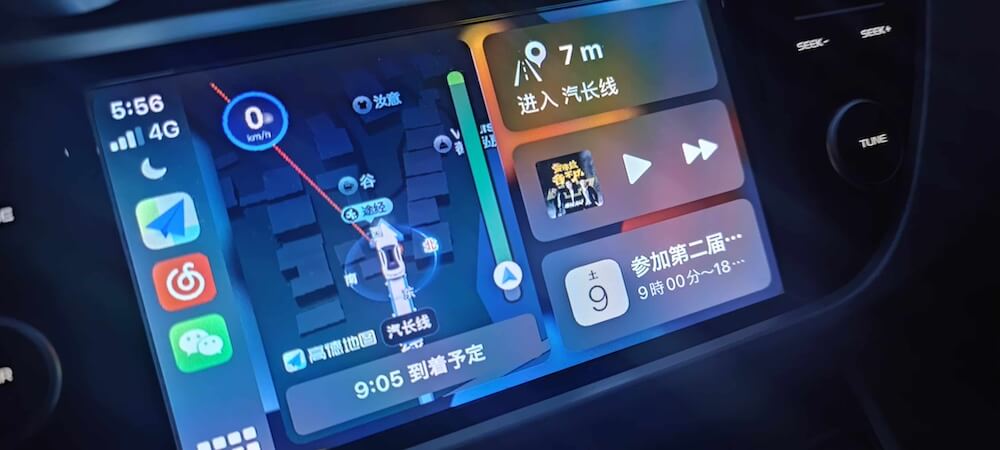 5:56
4G
0
km/h
汝意
谷
途经
北
南
东
汽长线
高德地图
9:05 到着予定
7 m
进入 汽长线
土
9
参加第二届…
9時00分～18…
SEEK-
SEEK+
TUNE